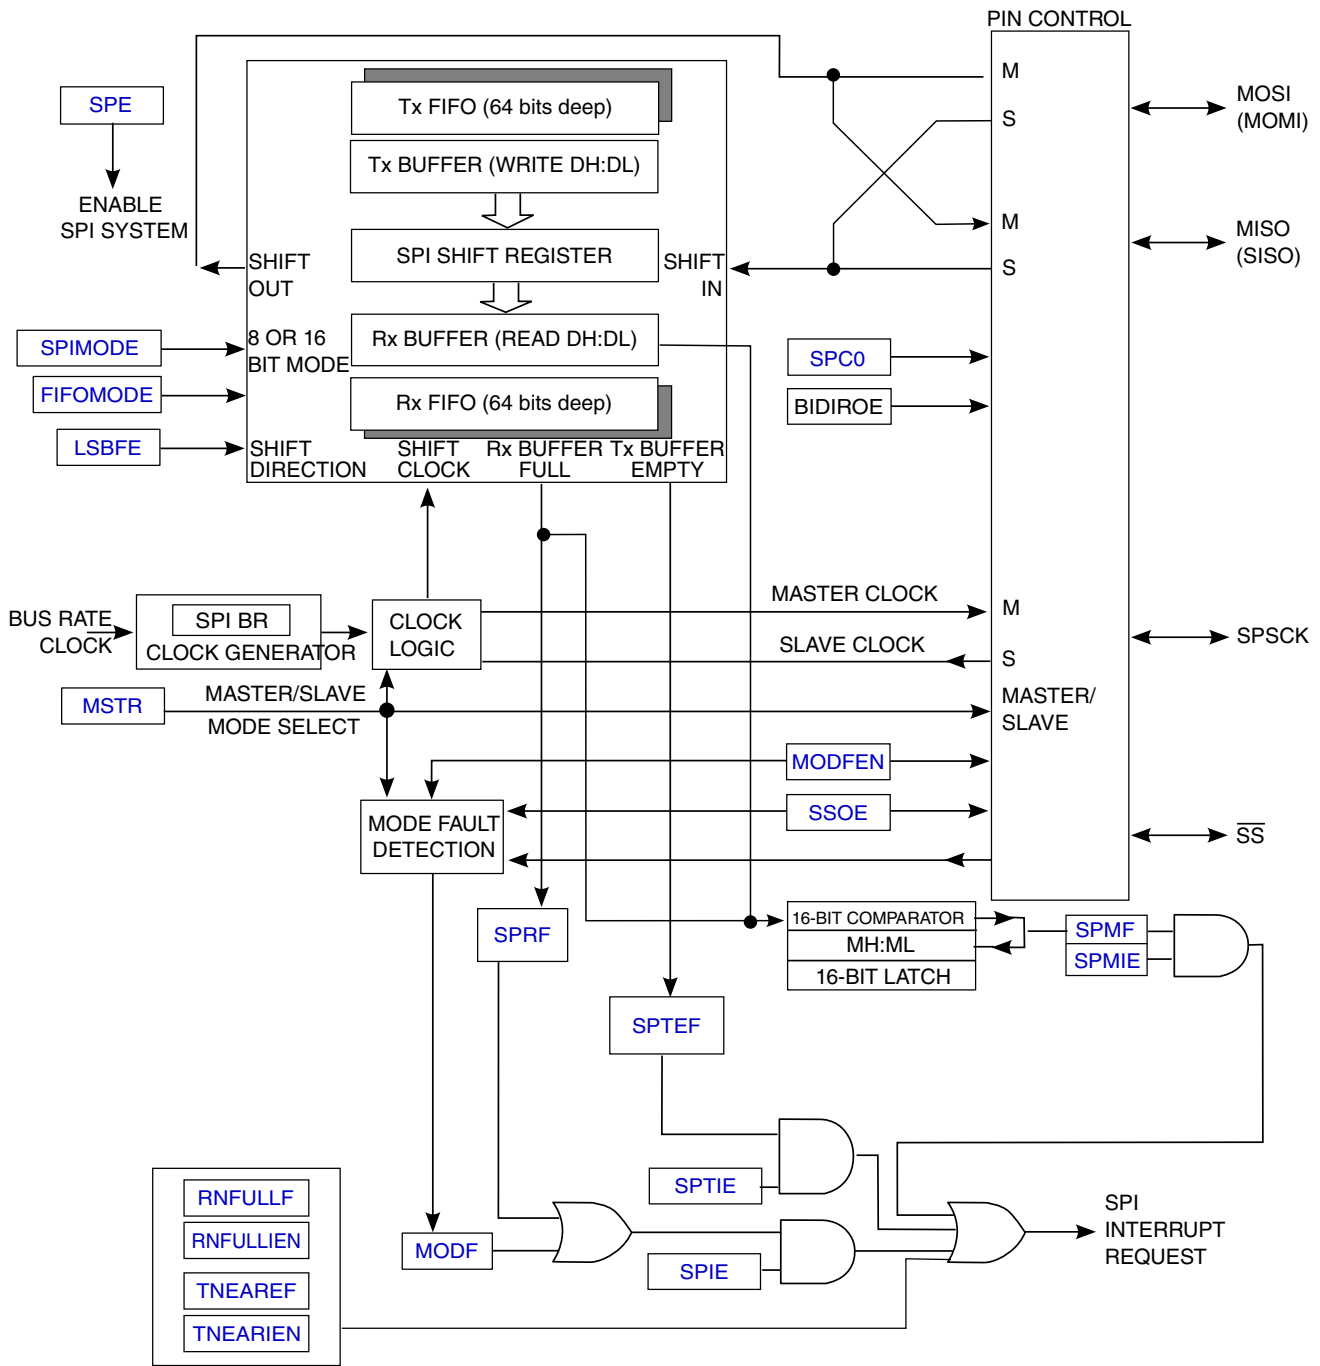 PIN CONTROL
M
Tx FIFO (64 bits deep)
SPE
MOSI
(MOMI)
S
Tx BUFFER (WRITE DH:DL)
ENABLE
SPI SYSTEM
M
MISO
(SISO)
SPI SHIFT REGISTER
SHIFT
OUT
SHIFT
IN
S
8 OR 16
BIT MODE
Rx BUFFER (READ DH:DL)
SPIMODE
SPC0
FIFOMODE
Rx FIFO (64 bits deep)
BIDIROE
LSBFE
SHIFT
DIRECTION
SHIFT
CLOCK
Rx BUFFER
FULL
Tx BUFFER
EMPTY
MASTER CLOCK
M
BUS RATE
CLOCK
SPI BR
CLOCK GENERATOR
CLOCK
LOGIC
SPSCK
SLAVE CLOCK
S
MSTR
MASTER/SLAVE
MODE SELECT
MASTER/
SLAVE
MODFEN
SSOE
MODE FAULT
DETECTION
SS
SPRF
16-BIT COMPARATOR
MH:ML
16-BIT LATCH
SPMF
SPMIE
SPTEF
SPTIE
RNFULLF
RNFULLIEN
TNEAREF
TNEARIEN
MODF
SPIE
SPI
INTERRUPT
REQUEST